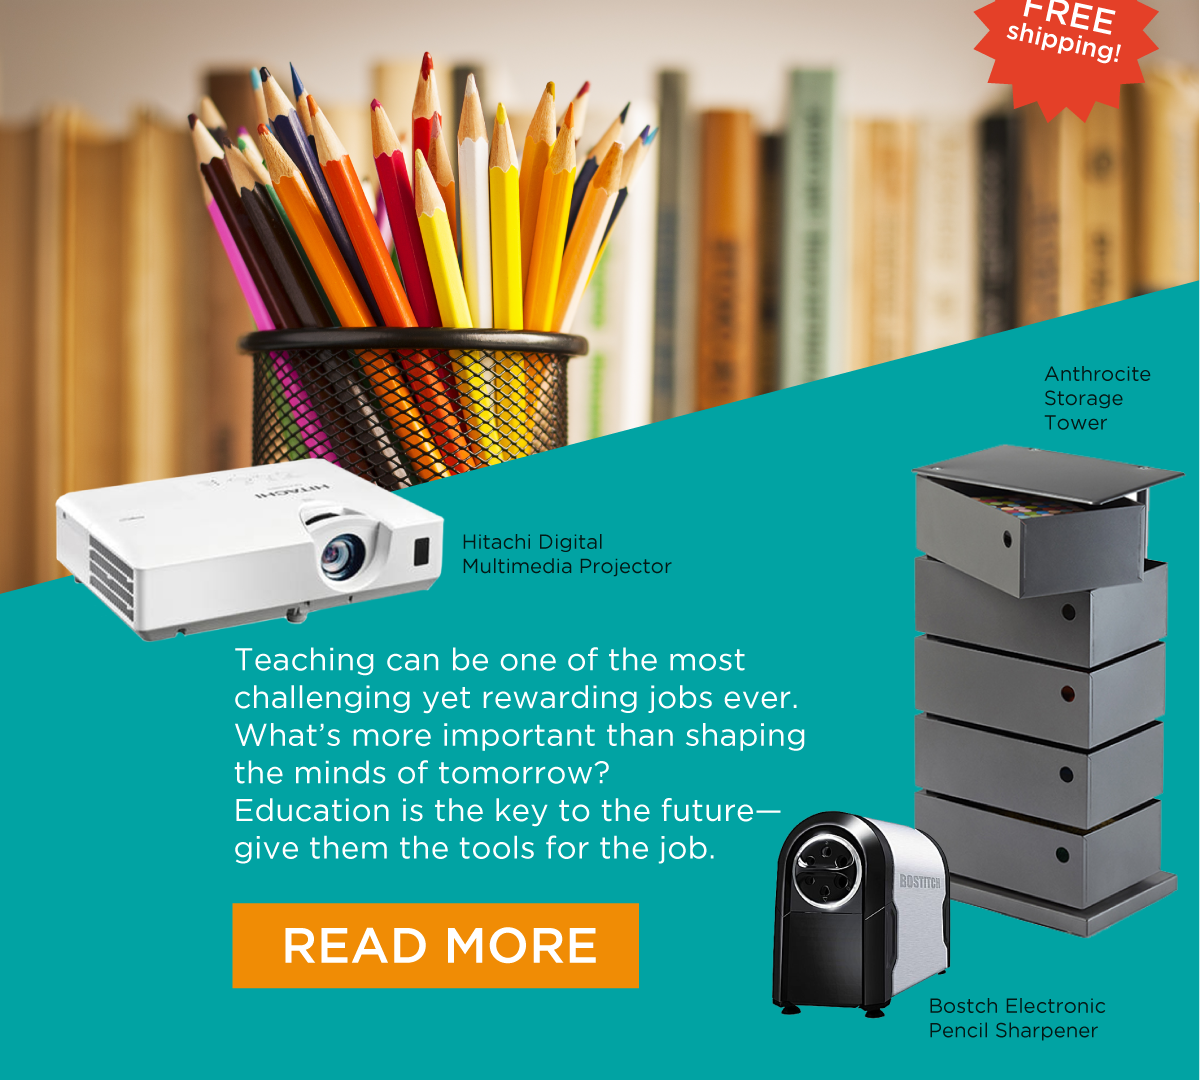 FREE
shipping!
Anthrocite
Storage
Tower
HITACHI
Hitachi Digital
Multimedia Projector
Teaching can be one of the most
challenging yet rewarding jobs ever.
What’s more important than shaping
the minds of tomorrow?
Education is the key to the future—
give them the tools for the job.
BOSTITCH
READ MORE
Bostch Electronic
Pencil Sharpener